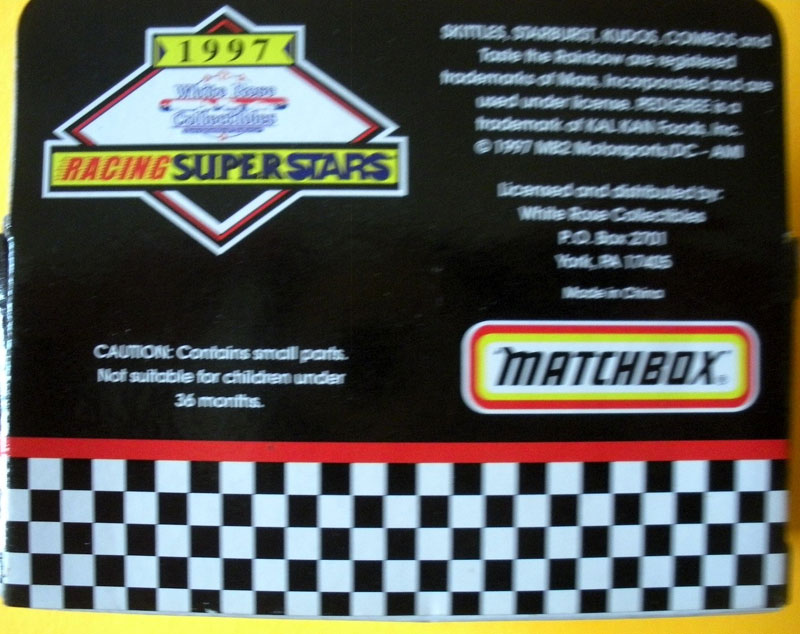 1997
White Rose
Collectibles
RACING SUPERSTARS
SKITTLES, STARBURST, KUDOS, COMBOS and
Taste the Rainbow are registered
trademarks of Mars, Incorporated and are
used under license. PEDIGREE is a
trademark of KAL KAN Foods, Inc.
© 1997 MB2 Motorsports/DC - AMI
Licensed and distributed by:
White Rose Collectibles
P.O. Box 2701
York, PA 17405
Made in China
CAUTION: Contains small parts.
Not suitable for children under
36 months.
MATCHBOX®